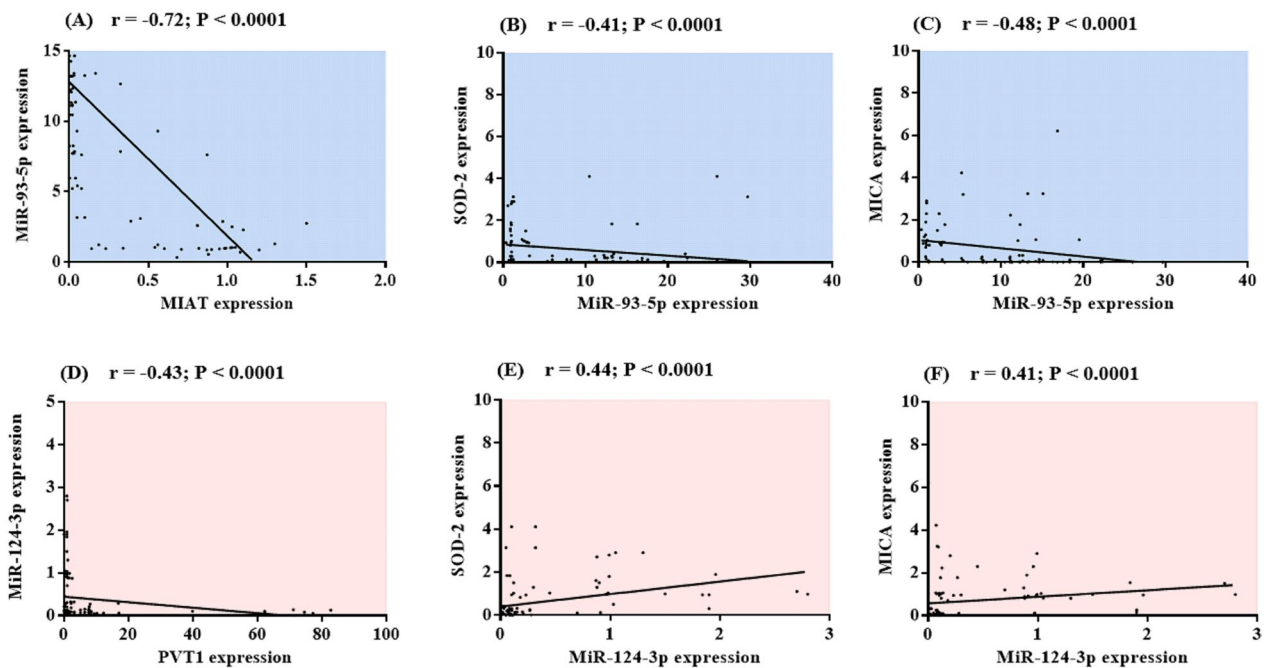 (A) r = -0.72; P < 0.0001
(B) r = -0.41; P < 0.0001
(C) r = -0.48; P < 0.0001
MiR-93-5p expression
15
10
5
0
0.0 0.5 1.0 1.5 2.0
MIAT expression
SOD-2 expression
10
8
6
4
2
0
0 10 20 30 40
MiR-93-5p expression
MICA expression
10
8
6
4
2
0
0 10 20 30 40
MiR-93-5p expression
(D) r = -0.43; P < 0.0001
(E) r = 0.44; P < 0.0001
(F) r = 0.41; P < 0.0001
MiR-124-3p expression
5
4
3
2
1
0
0 20 40 60 80 100
PVT1 expression
SOD-2 expression
10
8
6
4
2
0
0 1 2 3
MiR-124-3p expression
MICA expression
10
8
6
4
2
0
0 1 2 3
MiR-124-3p expression